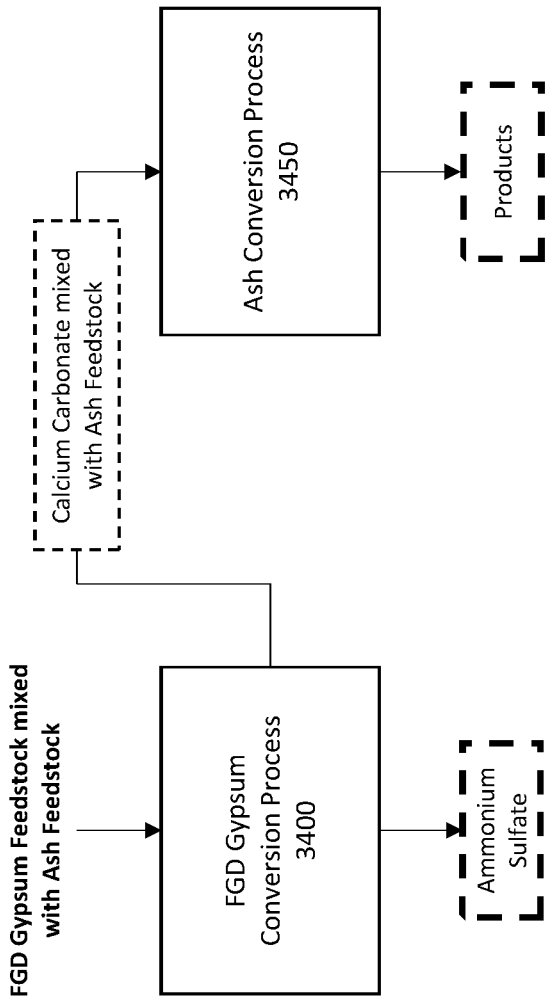 FGD Gypsum Feedstock mixed
with Ash Feedstock
FGD Gypsum
Conversion Process
3400
Ammonium
Sulfate
Calcium Carbonate mixed
with Ash Feedstock
Ash Conversion Process
3450
Products